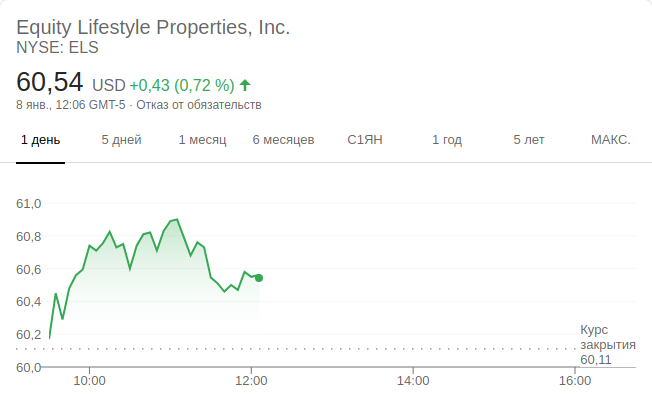 Equity Lifestyle Properties, Inc.
NYSE: ELS
60,54 USD +0,43 (0,72 %)
8 янв., 12:06 GMT-5 · Отказ от обязательств
1 день 5 дней 1 месяц 6 месяцев С1ЯН 1 год 5 лет МАКС.
61,0
60,8
60,6
60,4
60,2
60,0
Курс
закрытия
60,11
10:00 12:00 14:00 16:00